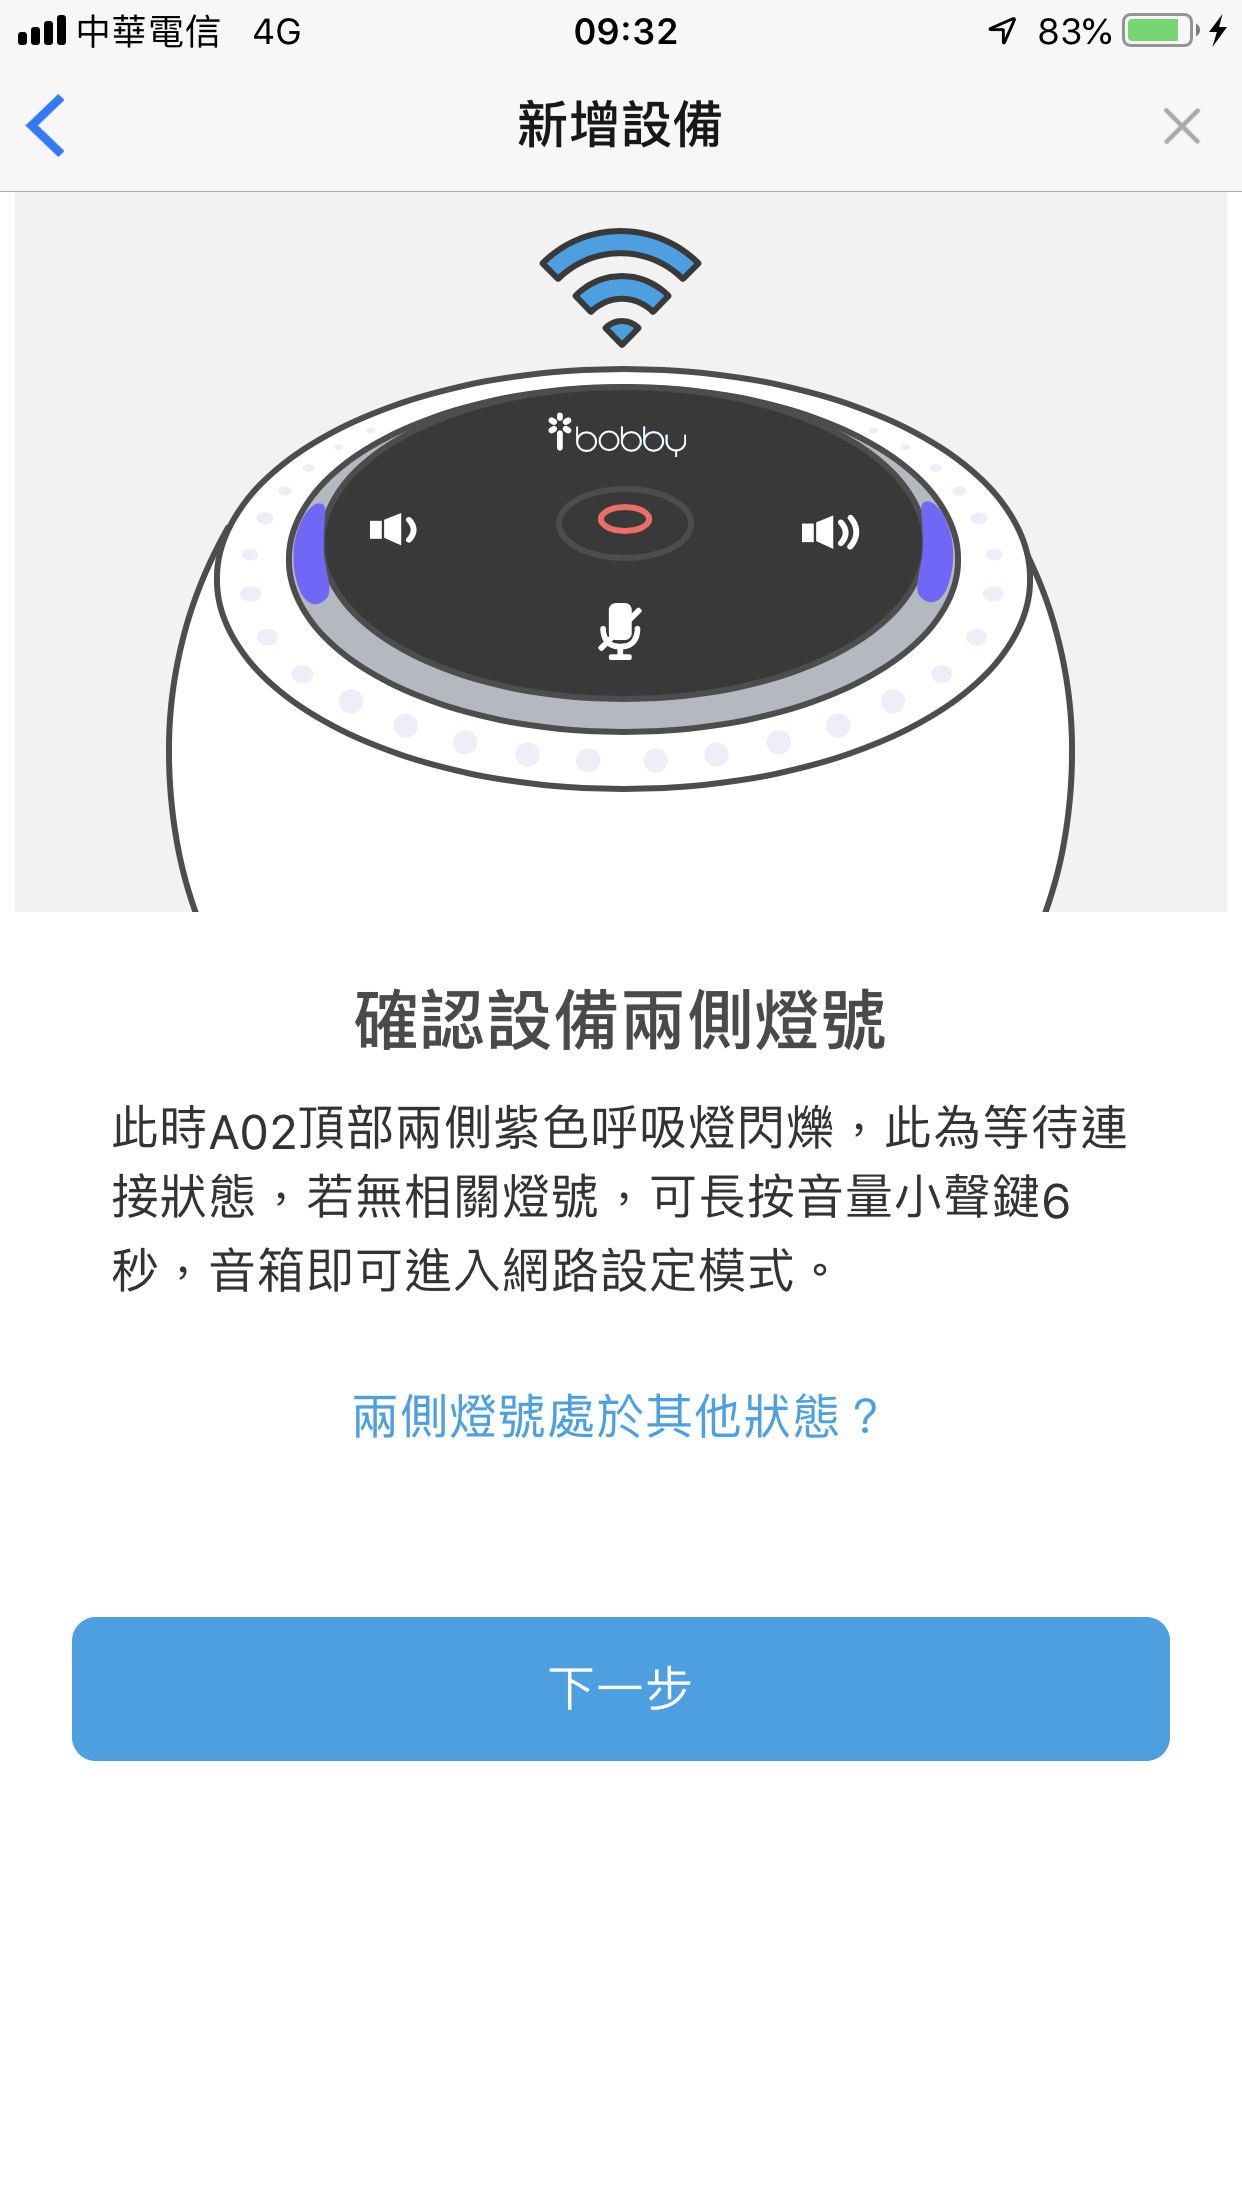 中華電信 4G 09:32 83%
新增設備
ibobby
確認設備兩側燈號
此時A02頂部兩側紫色呼吸燈閃爍，此為等待連
接狀態，若無相關燈號，可長按音量小聲鍵6
秒，音箱即可進入網路設定模式。
兩側燈號處於其他狀態？
下一步